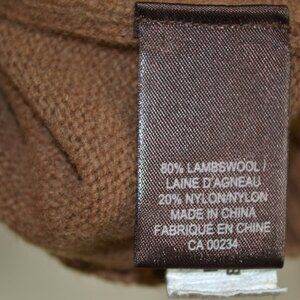 80% LAMBSWOOL /
LAINE D'AGNEAU
20% NYLON/NYLON
MADE IN CHINA
FABRIQUE EN CHINE
CA 00234